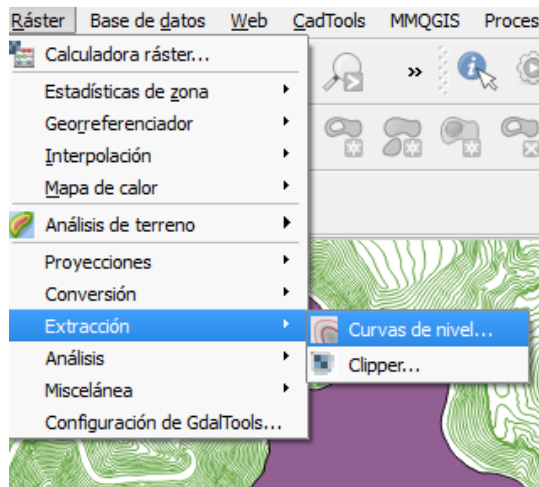 Ráster Base de datos Web CadTools MMQGIS Proces
Calculadora ráster...
»
Estadísticas de zona
Georreferenciador
Interpolación
Mapa de calor
Análisis de terreno
Proyecciones
Conversión
Extracción
Curvas de nivel...
Análisis
Clipper...
Miscelánea
Configuración de GdalTools...